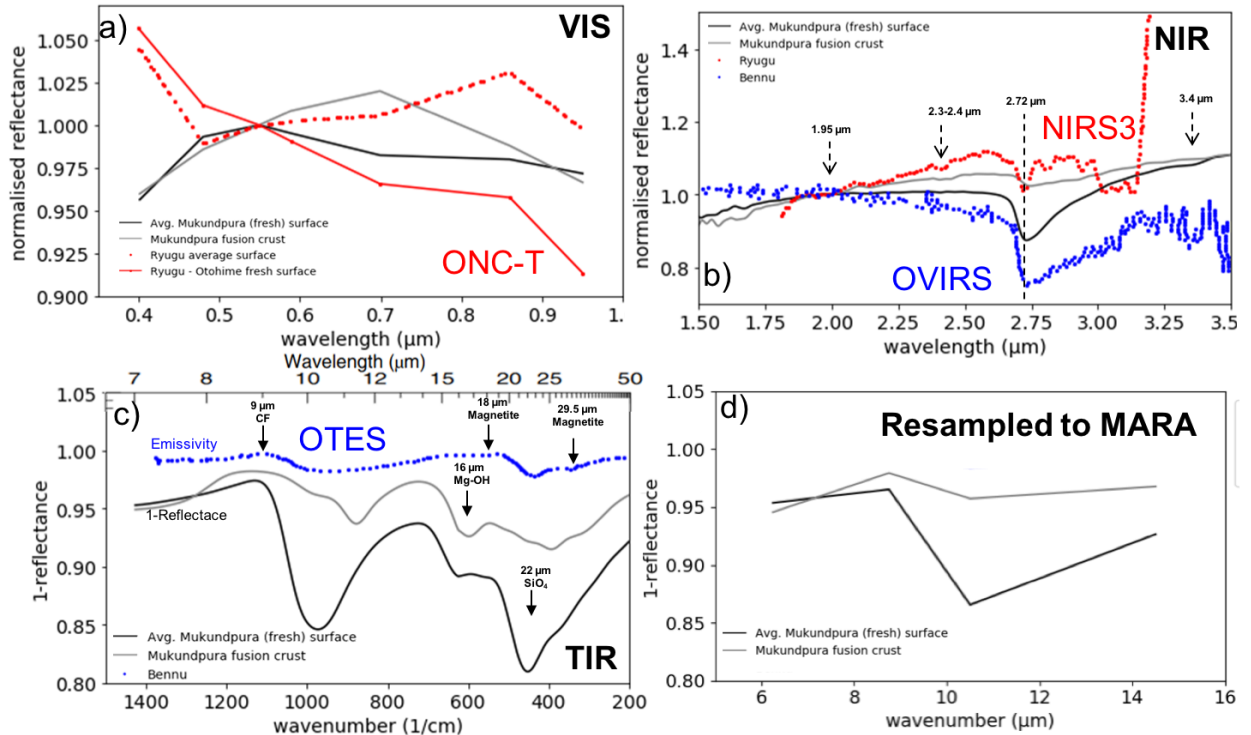 a)
VIS
1.050
1.025
1.000
0.975
0.950
0.925
0.900
normalised reflectance
Avg. Mukundpura (fresh) surface
Mukundpura fusion crust
Ryugu average surface
Ryugu - Otohime fresh surface
ONC-T
0.4 0.5 0.6 0.7 0.8 0.9 1.
wavelength (μm)
Avg. Mukundpura (fresh) surface
Mukundpura fusion crust
Ryugu
Bennu
NIR
1.4
1.2
1.0
0.8
normalised reflectance
1.95 μm
2.3-2.4 μm
2.72 μm
3.4 μm
NIRS3
b)
OVIRS
1.50 1.75 2.00 2.25 2.50 2.75 3.00 3.25 3.5
wavelength (μm)
Wavelength (μm)
7 8 10 12 15 20 25 50
c)
1.05
1.00
0.95
0.90
0.85
0.80
1-reflectance
9 μm
CF
OTES
18 μm
Magnetite
29.5 μm
Magnetite
Emissivity
16 μm
Mg-OH
1-Reflectace
22 μm
SiO₄
Avg. Mukundpura (fresh) surface
Mukundpura fusion crust
Bennu
TIR
1400 1200 1000 800 600 400 200
wavenumber (1/cm)
d)
Resampled to MARA
1.05
1.00
0.95
0.90
0.85
0.80
1-reflectance
Avg. Mukundpura (fresh) surface
Mukundpura fusion crust
6 8 10 12 14 16
wavenumber (μm)